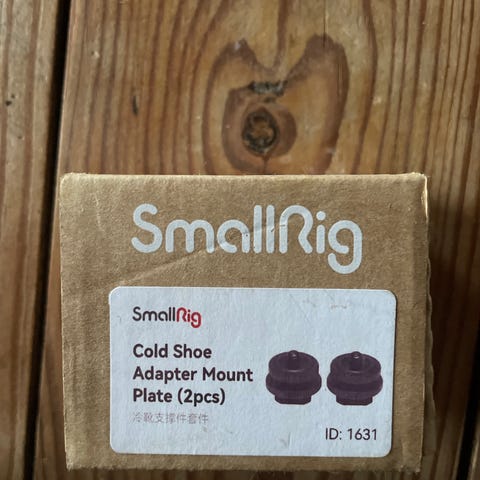 SmallRig
SmallRig
Cold Shoe
Adapter Mount
Plate (2pcs)
冷靴支撑件套件
ID: 1631